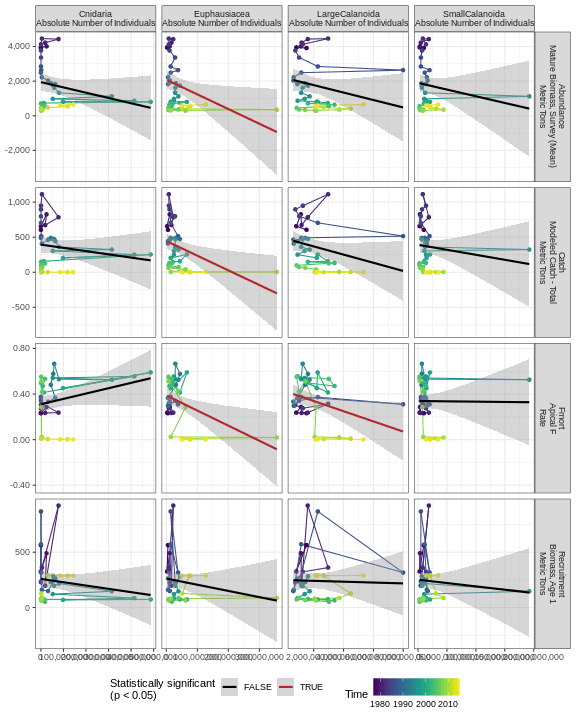 Cnidaria
Absolute Number of Individuals
Euphausiacea
Absolute Number of Individuals
LargeCalanoida
Absolute Number of Individuals
SmallCalanoida
Absolute Number of Individuals
4,000
2,000
0
-2,000
Abundance
Mature Biomass, Survey (Mean)
Metric Tons
1,000
500
0
-500
Catch
Modeled Catch - Total
Metric Tons
0.80
0.40
0.00
-0.40
Fmort
Apical F
Rate
500
0
Recruitment
Biomass, Age 1
Metric Tons
Statistically significant
(p < 0.05)
FALSE
TRUE
Time
1980 1990 2000 2010